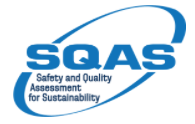 SQAS
Safety and Quality
Assessment
for Sustainability